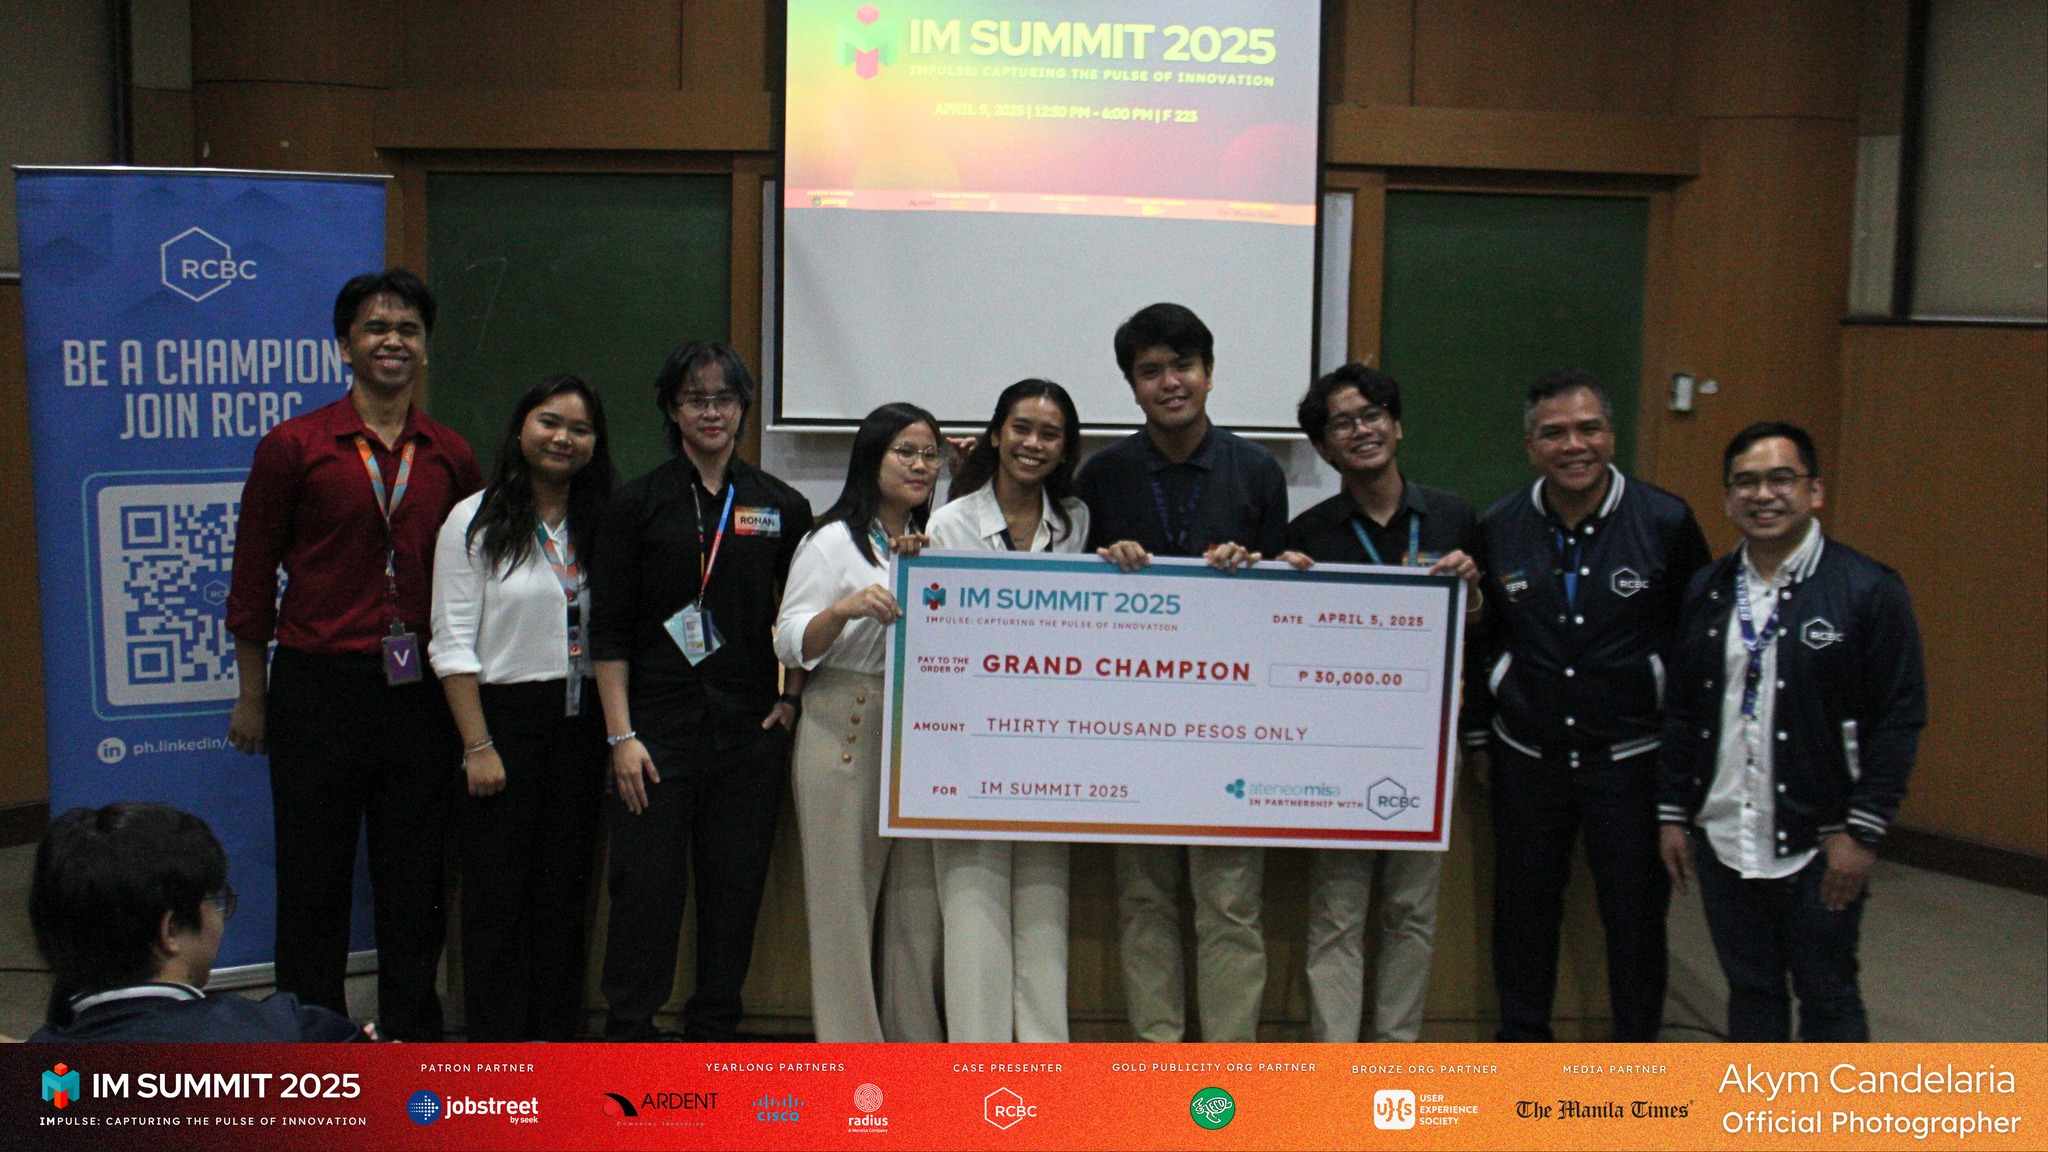 IM SUMMIT 2025
IMPULSE: CAPTURING THE PULSE OF INNOVATION
APRIL 5, 2025 | 12:30 PM - 6:00 PM | F 223
jobstreet
RCBC
BE A CHAMPION,
JOIN RCBC
in ph.linkedin/
RONAN
V
RCBC
RCBC
IM SUMMIT 2025
IMPULSE: CAPTURING THE PULSE OF INNOVATION
DATE APRIL 5, 2025
PAY TO THE ORDER OF GRAND CHAMPION ₱ 30,000.00
AMOUNT THIRTY THOUSAND PESOS ONLY
FOR IM SUMMIT 2025
ateneo misa
IN PARTNERSHIP WITH RCBC
IM SUMMIT 2025
IMPULSE: CAPTURING THE PULSE OF INNOVATION
PATRON PARTNER
jobstreet
by seek
YEARLONG PARTNERS
ARDENT
cisco
radius
CASE PRESENTER
RCBC
GOLD PUBLICITY ORG PARTNER
BRONZE ORG PARTNER
UXS USER
EXPERIENCE
SOCIETY
MEDIA PARTNER
The Manila Times
Akym Candelaria
Official Photographer